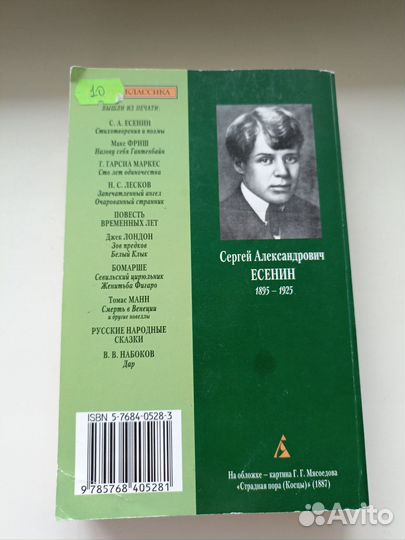 10
КЛАССИКА
ВЫШЛИ ИЗ ПЕЧАТИ:
С. А. ЕСЕНИН
Стихотворения и поэмы
Макс ФРИШ
Назову себя Гантенбайн
Г. ГАРСИА МАРКЕС
Сто лет одиночества
Н. С. ЛЕСКОВ
Запечатленный ангел
Очарованный странник
ПОВЕСТЬ
ВРЕМЕННЫХ ЛЕТ
Джек ЛОНДОН
Зов предков
Белый Клык
БОМАРШЕ
Севильский цирюльник
Женитьба Фигаро
Томас МАНН
Смерть в Венеции
и другие новеллы
РУССКИЕ НАРОДНЫЕ
СКАЗКИ
В. В. НАБОКОВ
Дар
ISBN 5-7684-0528-3
9 785768 405281
Сергей Александрович
ЕСЕНИН
1895 – 1925
На обложке – картина Г. Г. Мясоедова
«Страдная пора (Косцы)» (1887)
Avito